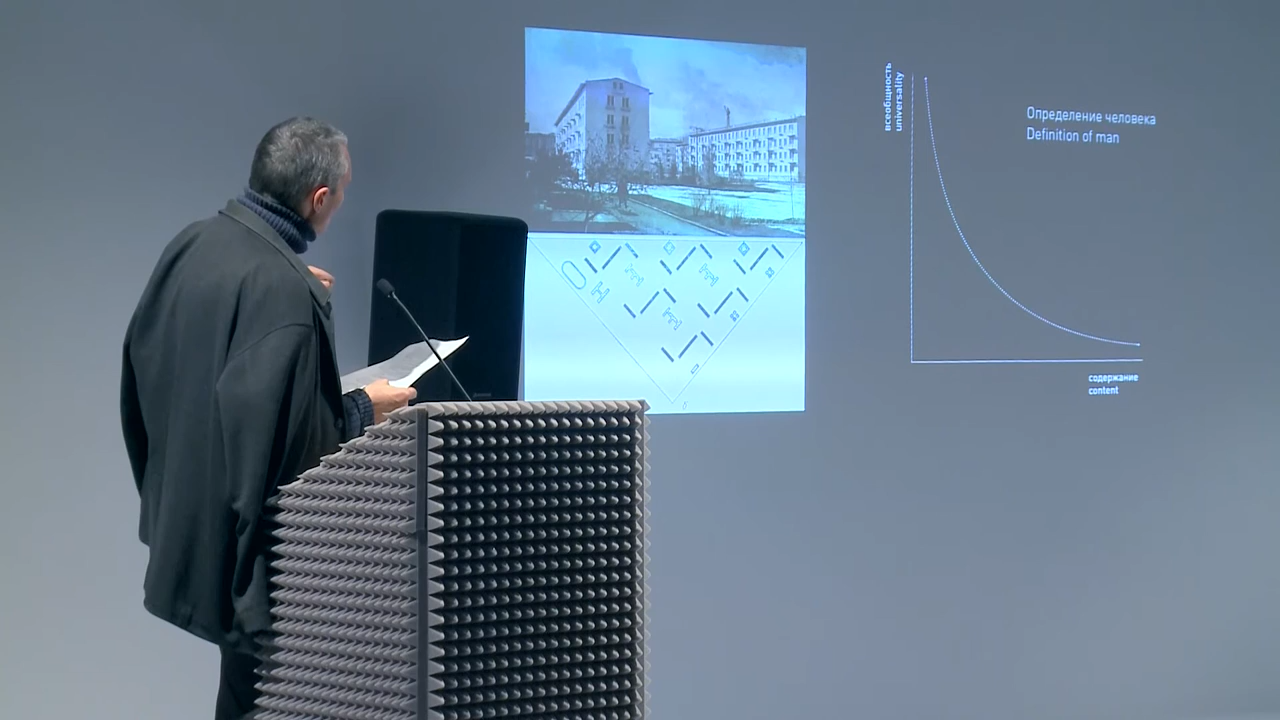 всеобщность
universality
Определение человека
Definition of man
содержание
content